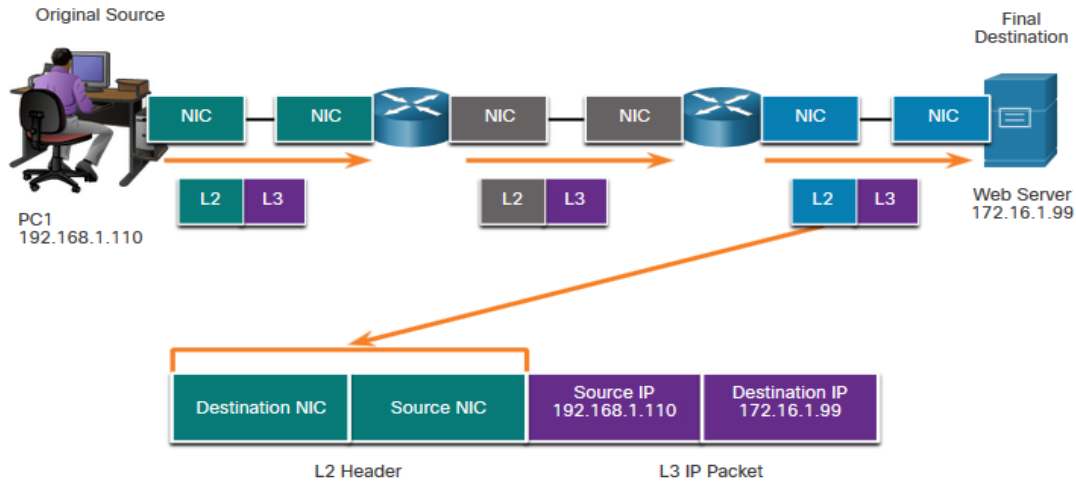 Original Source
Final
Destination
NIC
NIC
NIC
NIC
NIC
NIC
L2
L3
L2
L3
L2
L3
PC1
192.168.1.110
Web Server
172.16.1.99
Destination NIC
Source NIC
Source IP
192.168.1.110
Destination IP
172.16.1.99
L2 Header
L3 IP Packet